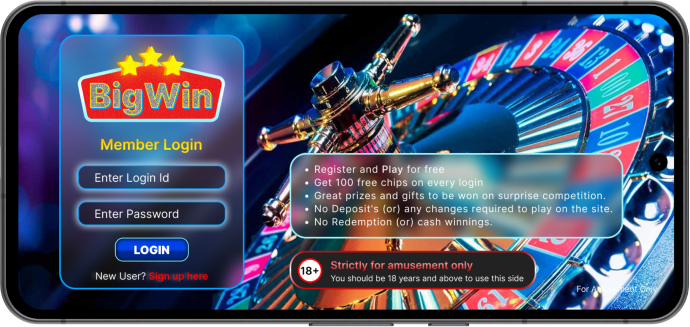 BigWin
Member Login
Enter Login Id
Enter Password
LOGIN
New User? Sign up here
Register and Play for free
Get 100 free chips on every login
Great prizes and gifts to be won on surprise competition.
No Deposit's (or) any changes required to play on the site.
No Redemption (or) cash winnings.
18+
Strictly for amusement only
You should be 18 years and above to use this side
For Amusement Only